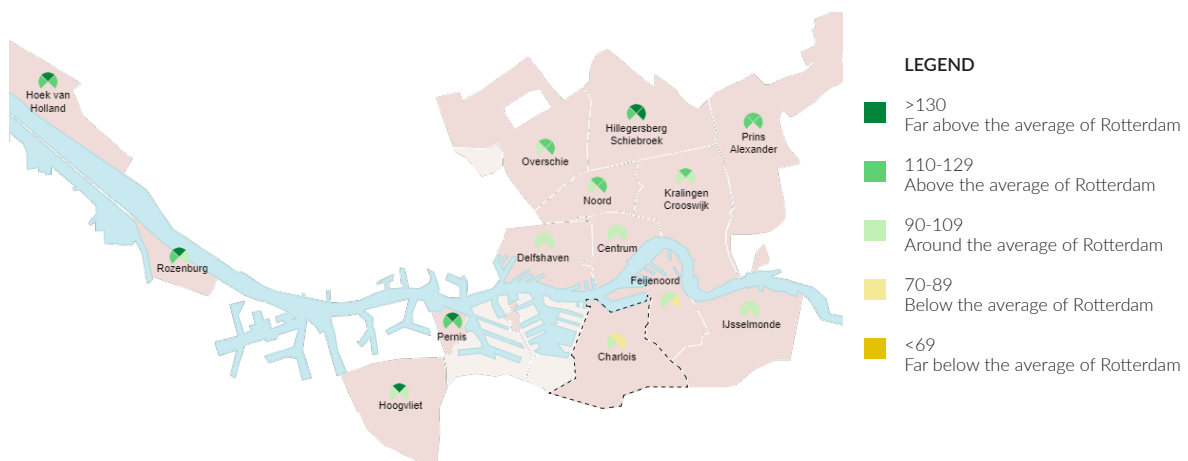 Hoek van
Holland
Rozenburg
Pernis
Hoogvliet
Overschie
Hillegersberg
Schiebroek
Prins
Alexander
Noord
Kralingen
Crooswijk
Delfshaven
Centrum
Feijenoord
IJsselmonde
Charlois
LEGEND
>130
Far above the average of Rotterdam
110-129
Above the average of Rotterdam
90-109
Around the average of Rotterdam
70-89
Below the average of Rotterdam
<69
Far below the average of Rotterdam